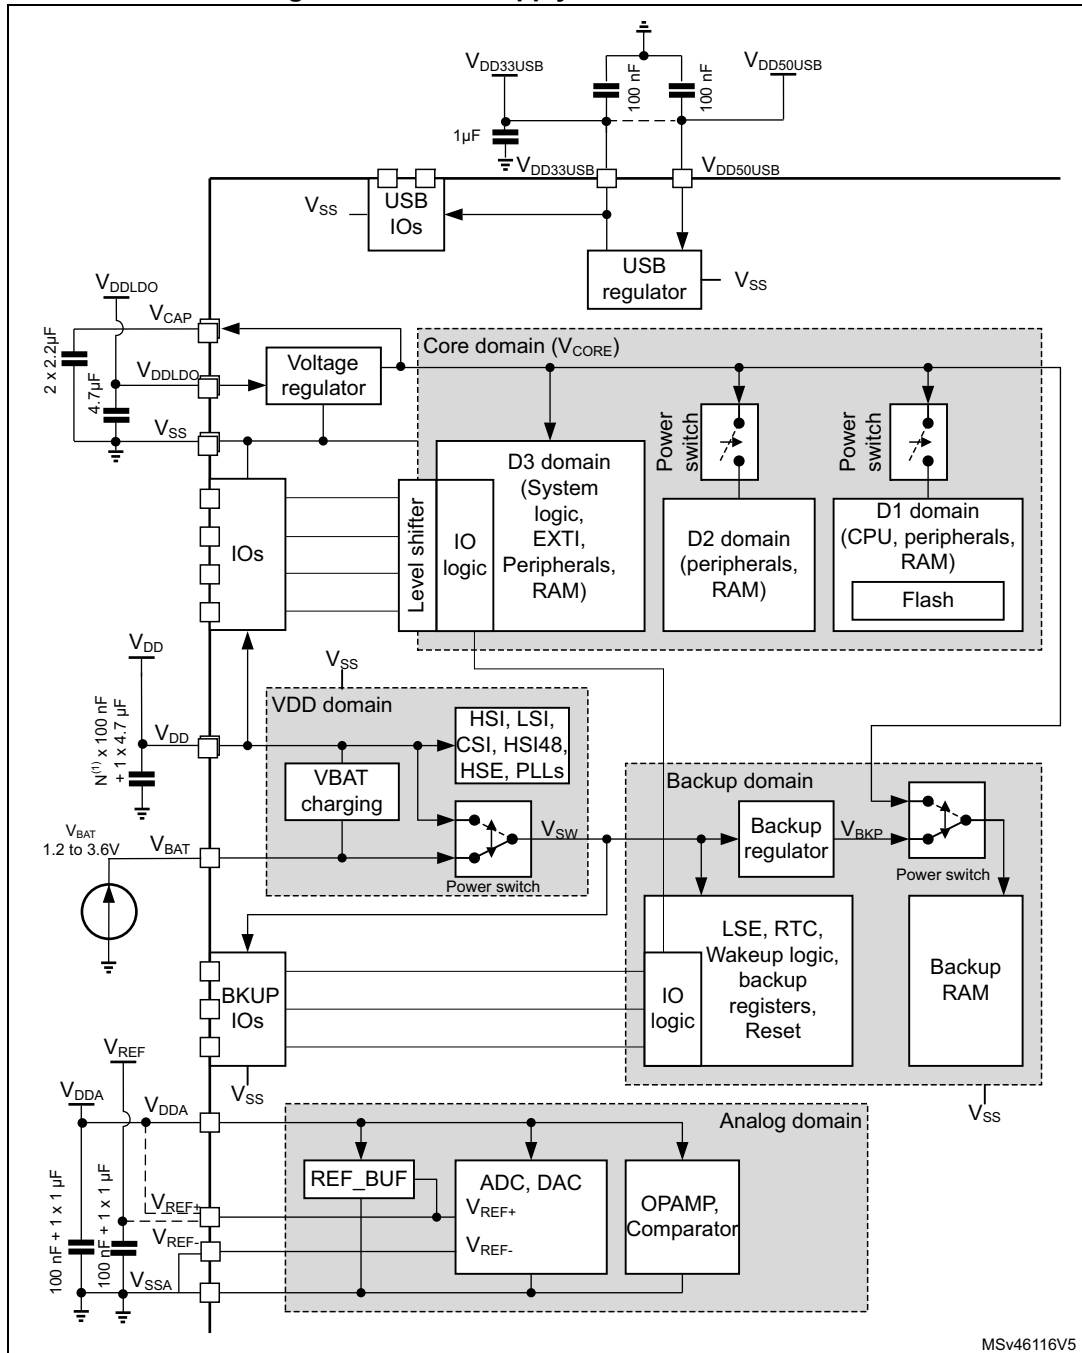 VDD33USB
100 nF
100 nF
VDD50USB
1µF
VDD33USB
VDD50USB
USB
IOs
VSS
USB
regulator
VSS
VDDLDO
VCAP
2 x 2.2µF
Voltage
regulator
Core domain (VCORE)
VDDLDO
4.7µF
VSS
Power
switch
Power
switch
IOs
Level shifter
IO
logic
D3 domain
(System
logic,
EXTI,
Peripherals,
RAM)
D2 domain
(peripherals,
RAM)
D1 domain
(CPU, peripherals,
RAM)
Flash
VDD
N(1) x 100 nF
+ 1 x 4.7 µF
VDD
VSS
VDD domain
HSI, LSI,
CSI, HSI48,
HSE, PLLs
VBAT
charging
VBAT
1.2 to 3.6V
VBAT
Power switch
VSW
Backup domain
Backup
regulator
VBKP
Power switch
BKUP
IOs
VSS
IO
logic
LSE, RTC,
Wakeup logic,
backup
registers,
Reset
Backup
RAM
VSS
VREF
VDDA
VDDA
100 nF + 1 x 1 µF
100 nF + 1 x 1 µF
VREF+
VREF-
VSSA
Analog domain
REF_BUF
ADC, DAC
VREF+
VREF-
OPAMP,
Comparator
MSv46116V5